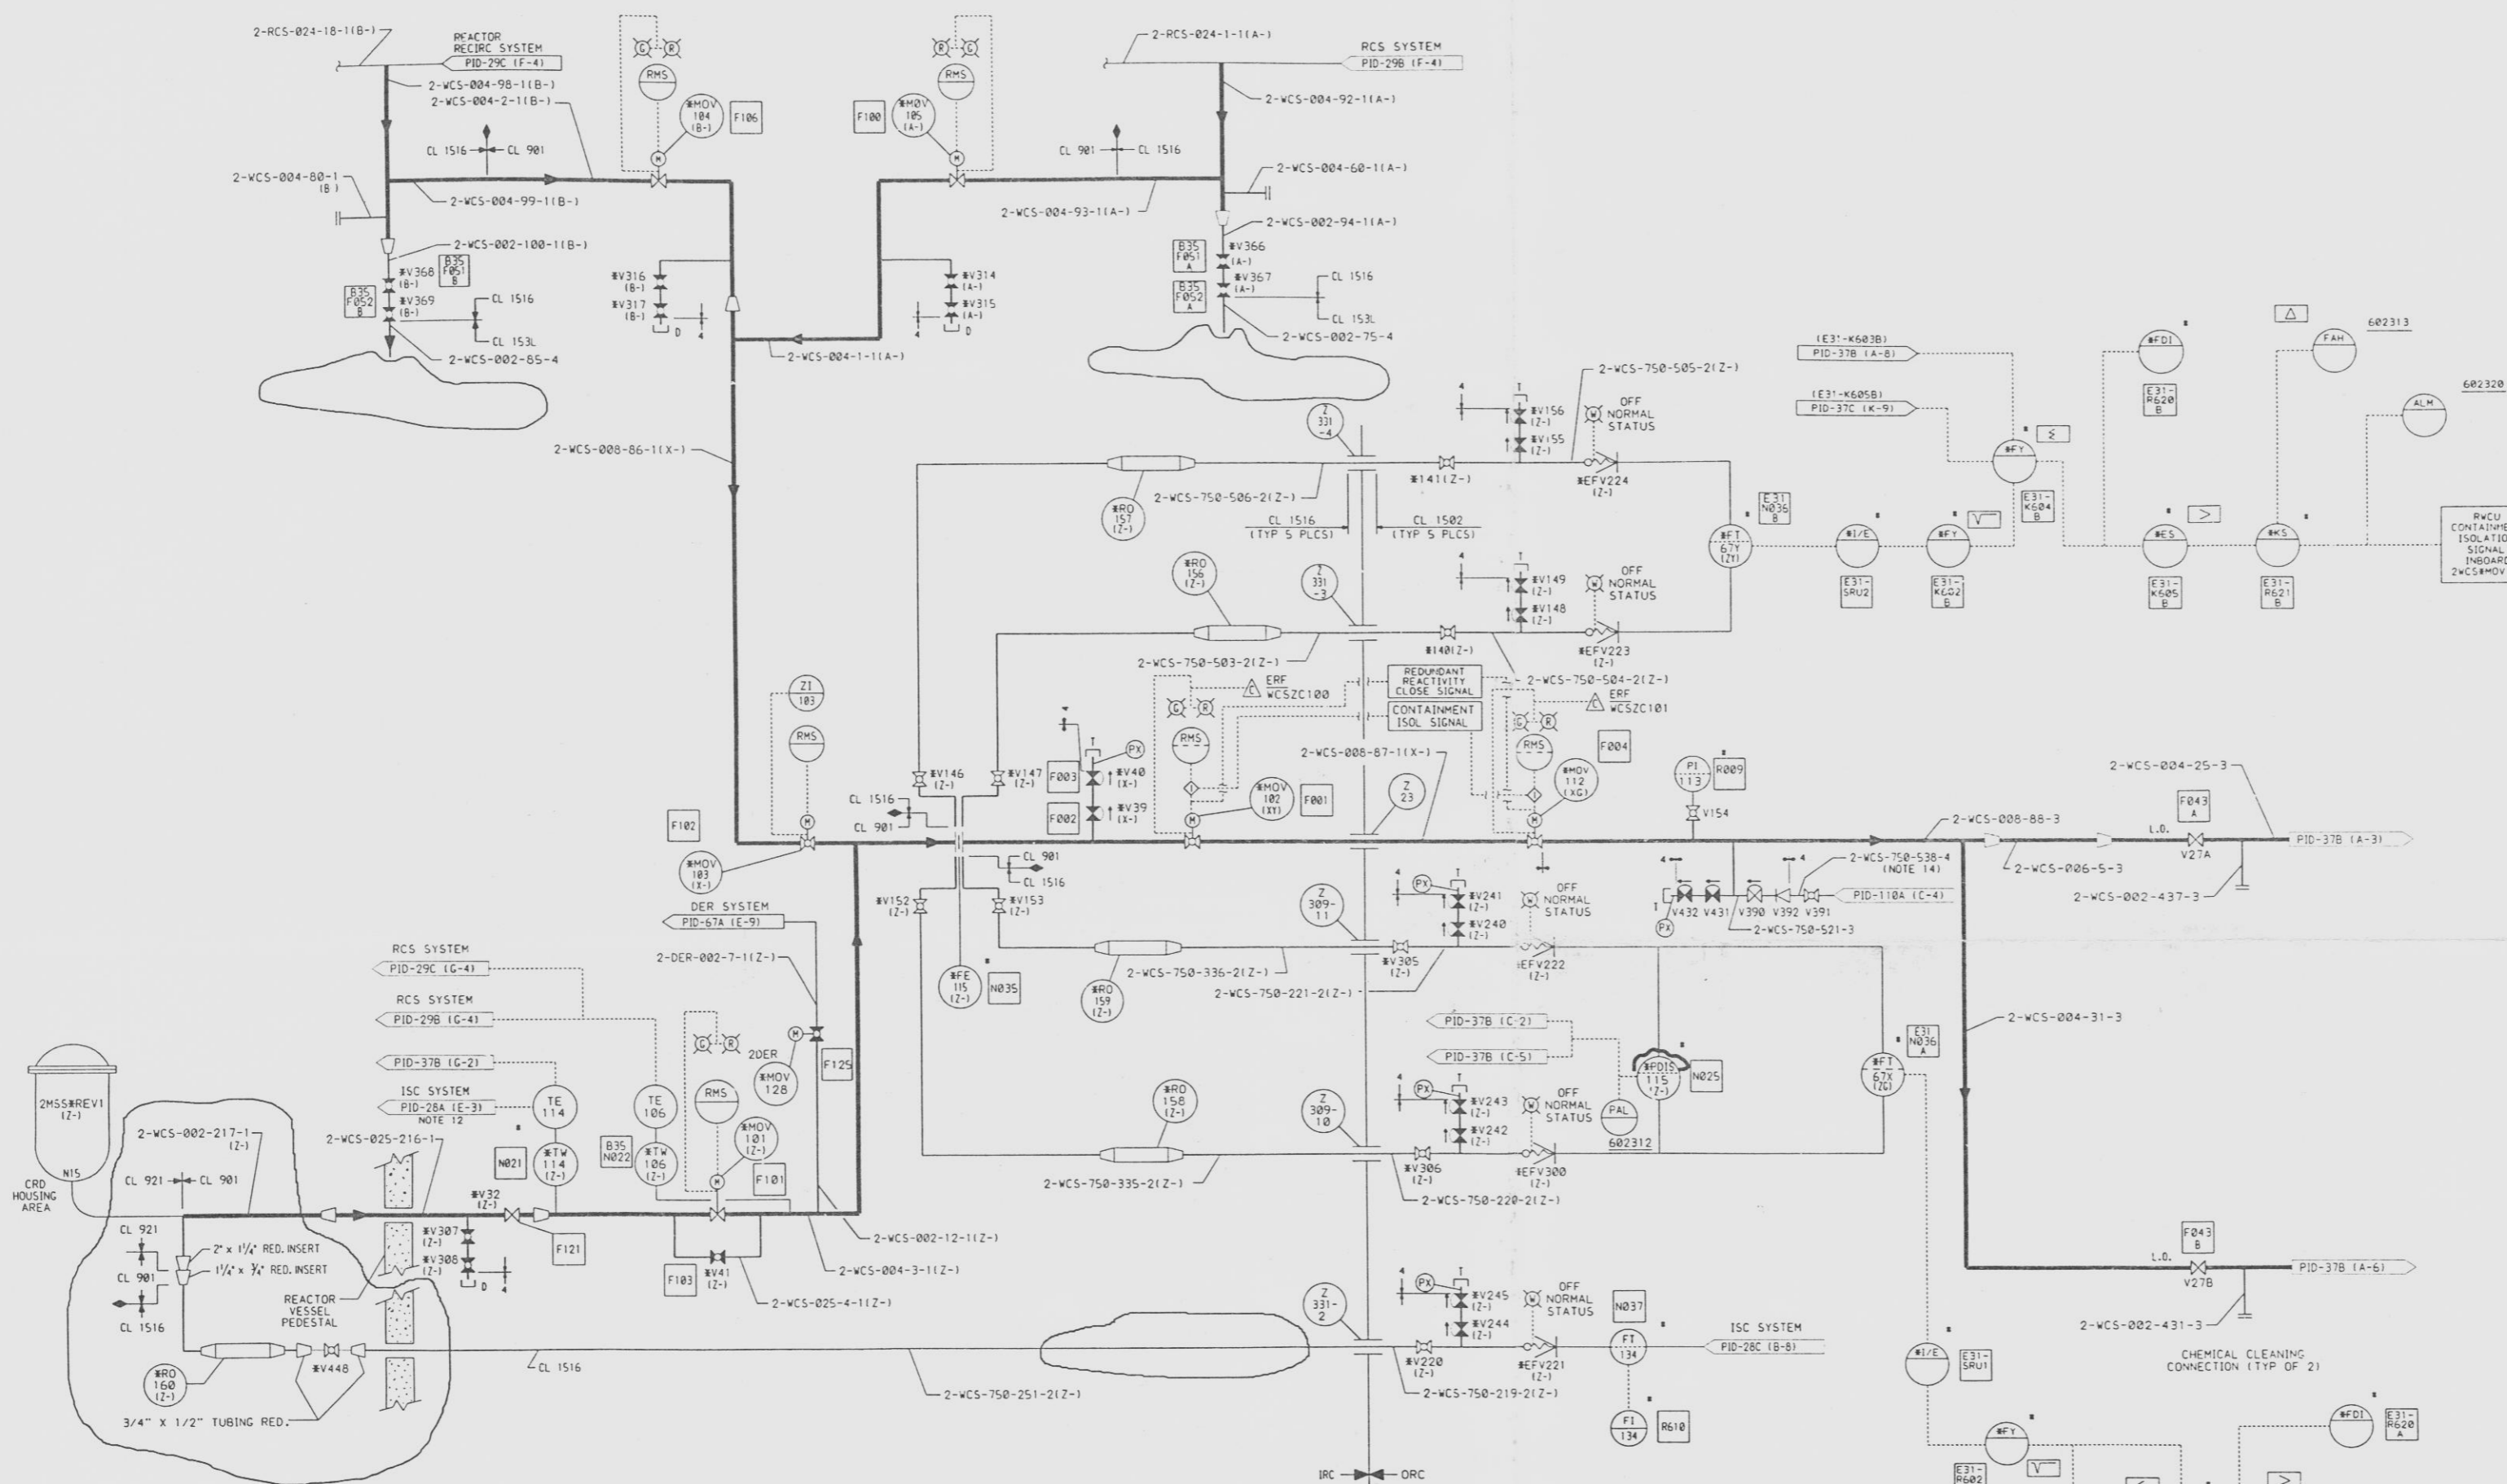 2-RCS-024-18-1(B-)
REACTOR
RECIRC SYSTEM
PID-29C (F-4)
2-WCS-004-98-1(B-)
2-WCS-004-2-1(B-)
CL 1516
CL 901
2-WCS-004-80-1
(B )
2-WCS-004-99-1(B-)
2-WCS-002-100-1(B-)
*V368
(B-)
B35
F051
B
B35
F052
B
*V369
(B-)
CL 1516
CL 153L
2-WCS-002-85-4
G
R
RMS
*MOV
104
(B-)
F106
M
*V316
(B-)
*V317
(B-)
D
4
R
G
RMS
F100
*MOV
105
(A-)
M
*V314
(A-)
*V315
(A-)
4
D
2-WCS-004-1-1(A-)
2-RCS-024-1-1(A-)
RCS SYSTEM
PID-29B (F-4)
2-WCS-004-92-1(A-)
CL 901
CL 1516
2-WCS-004-60-1(A-)
2-WCS-004-93-1(A-)
2-WCS-002-94-1(A-)
B35
F051
A
*V366
(A-)
*V367
(A-)
B35
F052
A
CL 1516
CL 153L
2-WCS-002-75-4
2-WCS-008-86-1(X-)
Z
331
-4
4
T
*V156
(Z-)
*V155
(Z-)
W
OFF
NORMAL
STATUS
2-WCS-750-505-2(Z-)
2-WCS-750-506-2(Z-)
*141(Z-)
*EFV224
(Z-)
*RO
157
(Z-)
CL 1516
(TYP 5 PLCS)
CL 1502
(TYP 5 PLCS)
(E31-K603B)
PID-37B (A-8)
(E31-K605B)
PID-37C (K-9)
*FDI
E31-
R620
B
Δ
FAH
602313
ALM
602320
*FY
Σ
E31-
K604
B
E31
N036
B
*FT
67Y
(ZY)
*I/E
E31-
SRU2
*FY
√
E31-
K602
B
*ES
>
E31-
K605
B
*KS
E31-
R621
B
RWCU
CONTAINME
ISOLATIO
SIGNAL
INBOARD
2WCS*MOV
*RO
156
(Z-)
Z
331
-3
4
T
*V149
(Z-)
*V148
(Z-)
W
OFF
NORMAL
STATUS
2-WCS-750-503-2(Z-)
*140(Z-)
*EFV223
(Z-)
2-WCS-750-504-2(Z-)
REDUNDANT
REACTIVITY
CLOSE SIGNAL
CONTAINMENT
ISOL SIGNAL
C
ERF
WCSZC100
C
ERF
WCSZC101
ZI
103
RMS
M
F102
*MOV
103
(X-)
*V146
(Z-)
*V147
(Z-)
CL 1516
CL 901
4
T
PX
F003
*V40
(X-)
F002
*V39
(X-)
G
R
RMS
I
M
*MOV
102
(XY)
F001
2-WCS-008-87-1(X-)
Z
23
G
R
RMS
I
M
*MOV
112
(XG)
F004
PI
113
R009
V154
2-WCS-004-25-3
2-WCS-008-88-3
F043
A
L.O.
V27A
PID-37B (A-3)
2-WCS-006-5-3
2-WCS-002-437-3
4
4
2-WCS-750-538-4
(NOTE 14)
T
V432
V431
V390
V392
V391
PID-110A (C-4)
PX
2-WCS-750-521-3
CL 901
CL 1516
*V152
(Z-)
*V153
(Z-)
DER SYSTEM
PID-67A (E-9)
2-DER-002-7-1(Z-)
*FE
115
(Z-)
N035
*RO
159
(Z-)
2-WCS-750-336-2(Z-)
Z
309-
11
4
PX
T
*V241
(Z-)
*V240
(Z-)
W
OFF
NORMAL
STATUS
*V305
(Z-)
*EFV222
(Z-)
2-WCS-750-221-2(Z-)
RCS SYSTEM
PID-29C (G-4)
RCS SYSTEM
PID-29B (G-4)
PID-37B (G-2)
ISC SYSTEM
PID-28A (E-3)
NOTE 12
TE
114
*TW
114
(Z-)
N021
TE
106
*TW
106
(Z-)
B35
N022
G
R
RMS
2DER
*MOV
128
M
F125
*MOV
101
(Z-)
M
F101
PID-37B (C-2)
PID-37B (C-5)
*PDIS
115
(Z-)
N025
PAL
602312
E31
N036
A
*FT
67X
(ZG)
2-WCS-004-31-3
*RO
158
(Z-)
Z
309-
10
4
PX
T
*V243
(Z-)
*V242
(Z-)
W
OFF
NORMAL
STATUS
*V306
(Z-)
*EFV300
(Z-)
2-WCS-750-335-2(Z-)
2-WCS-750-220-2(Z-)
2MSS*REV1
(Z-)
N15
CRD
HOUSING
AREA
2-WCS-002-217-1
(Z-)
2-WCS-025-216-1
CL 921
CL 901
*V32
(Z-)
F121
*V307
(Z-)
*V308
(Z-)
D
4
CL 921
CL 901
2" x 1¼" RED. INSERT
1¼" x ¾" RED. INSERT
CL 1516
REACTOR
VESSEL
PEDESTAL
F103
*V41
(Z-)
2-WCS-002-12-1(Z-)
2-WCS-004-3-1(Z-)
2-WCS-025-4-1(Z-)
*RO
160
(Z-)
*V448
3/4" X 1/2" TUBING RED.
CL 1516
2-WCS-750-251-2(Z-)
Z
331-
2
4
PX
T
*V245
(Z-)
*V244
(Z-)
W
OFF
NORMAL
STATUS
*V220
(Z-)
*EFV221
(Z-)
2-WCS-750-219-2(Z-)
N037
FT
134
ISC SYSTEM
PID-28C (B-8)
FI
134
R610
F043
B
L.O.
V27B
PID-37B (A-6)
2-WCS-002-431-3
CHEMICAL CLEANING
CONNECTION (TYP OF 2)
*I/E
E31-
SRU1
*FY
√
E31-
R602
*FDI
E31-
R620
A
>
IRC
ORC